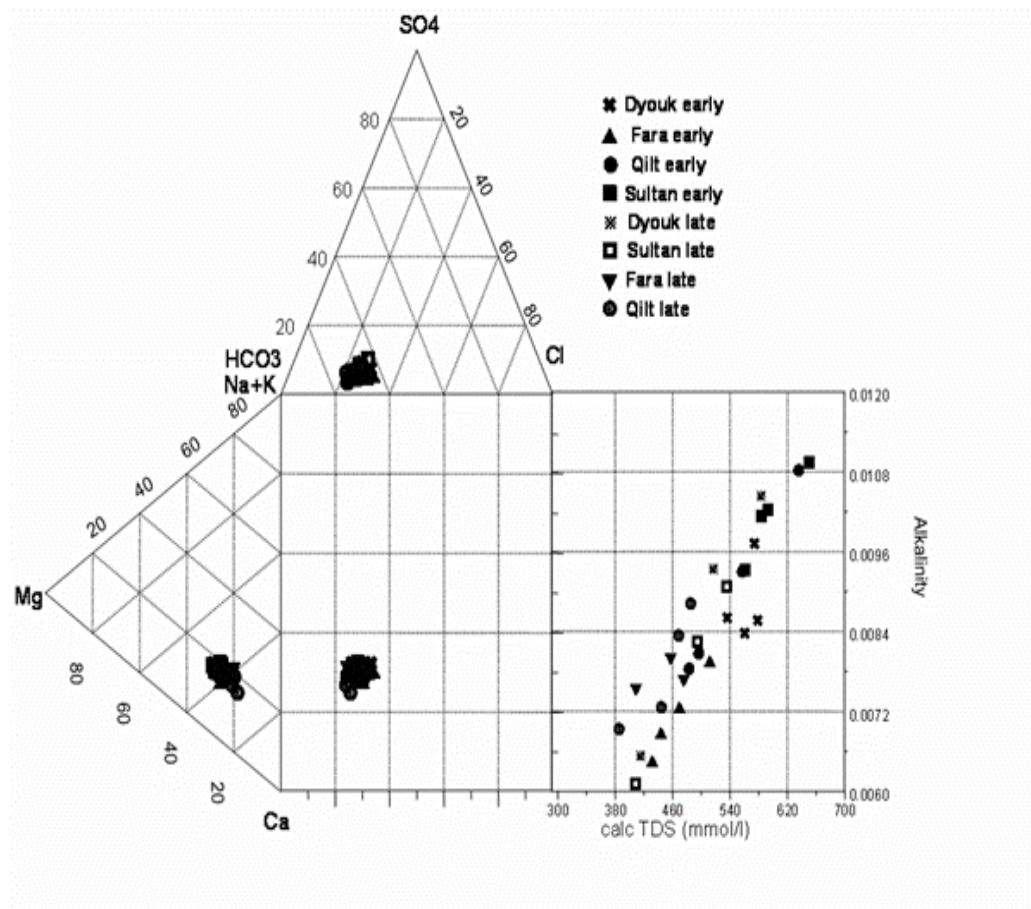 SO4
80
20
60
40
40
60
20
80
Dyouk early
Fara early
Qilt early
Sultan early
Dyouk late
Sultan late
Fara late
Qilt late
HCO3
Cl
Na+K
80
60
40
20
Mg
80
60
40
20
Ca
0.0120
0.0108
0.0096
0.0084
0.0072
0.0060
Alkalinity
300
380
460
540
620
700
calc TDS (mmol/l)